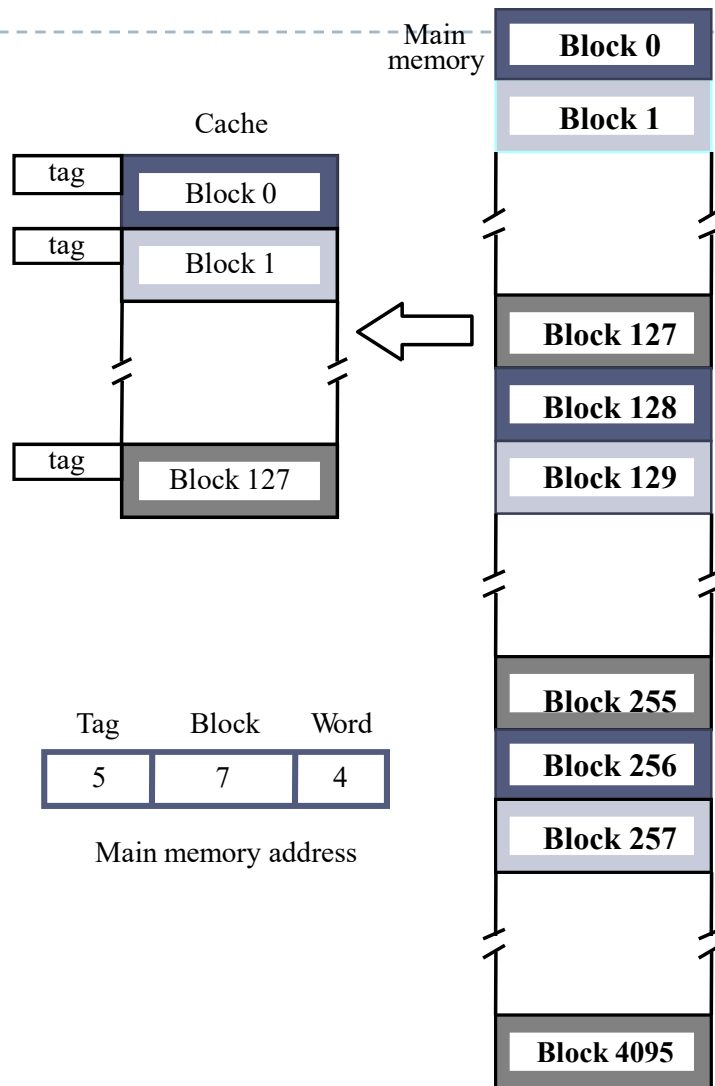 Main
memory
Block 0
Block 1
Cache
tag
Block 0
tag
Block 1
tag
Block 127
Block 127
Block 128
Block 129
Block 255
Block 256
Block 257
Block 4095
Tag Block Word
5 7 4
Main memory address